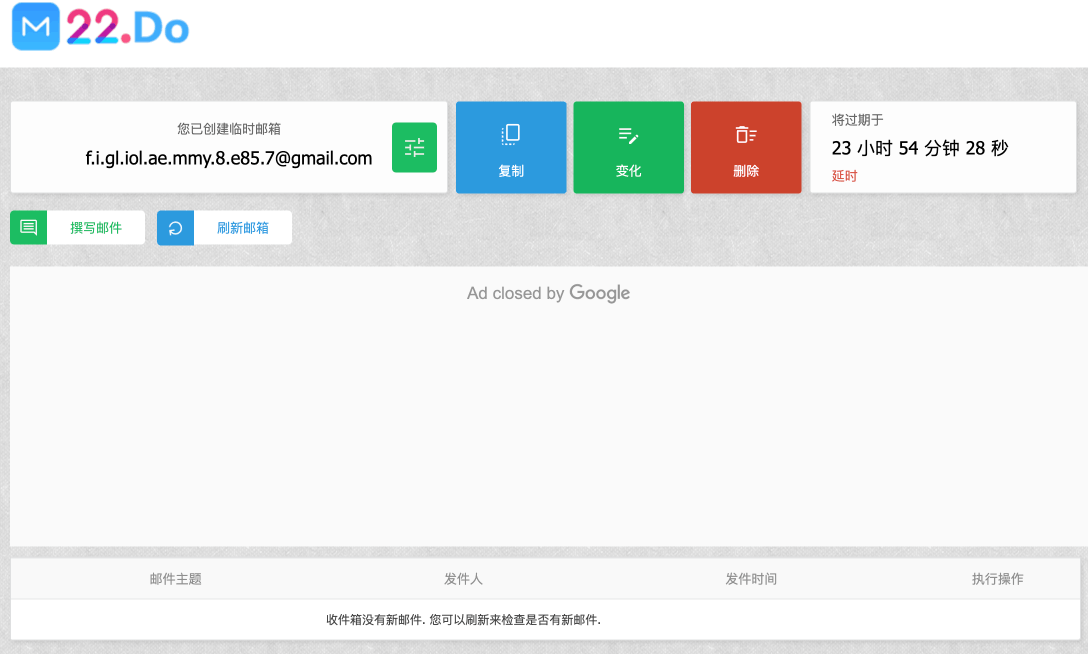 M 22.Do
您已创建临时邮箱
f.i.gl.iol.ae.mmy.8.e85.7@gmail.com
复制
变化
删除
将过期于
23 小时 54 分钟 28 秒
延时
撰写邮件
刷新邮箱
Ad closed by Google
邮件主题 发件人 发件时间 执行操作
收件箱没有新邮件. 您可以刷新来检查是否有新邮件.